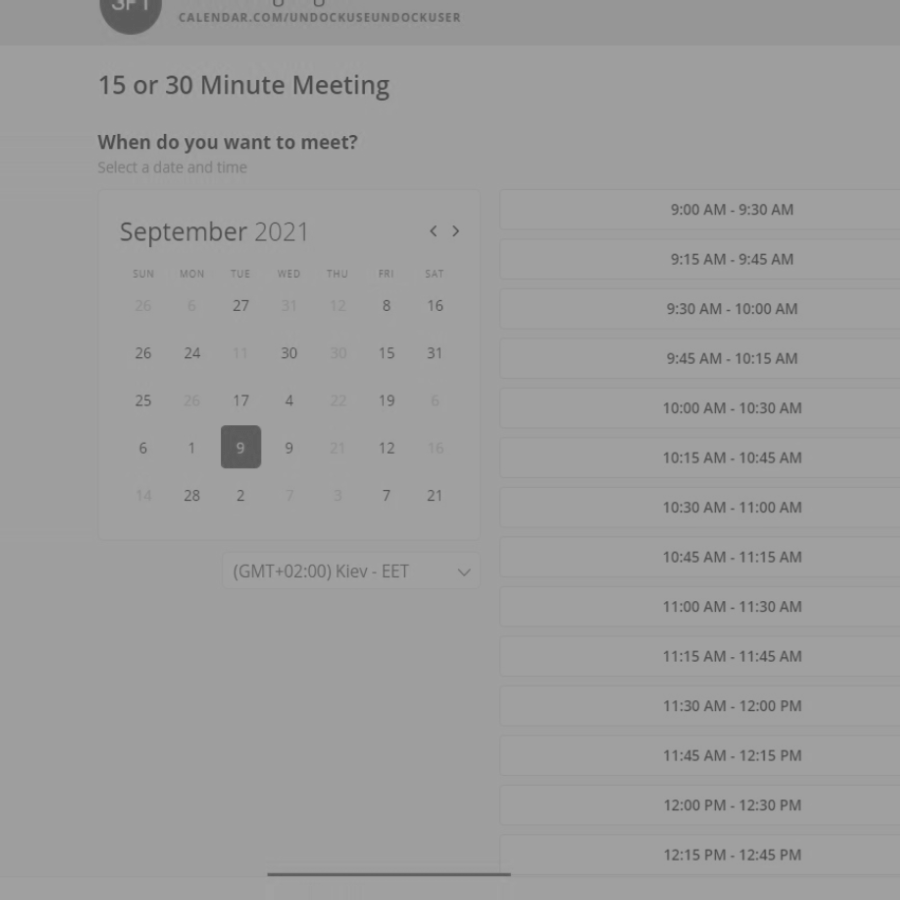 CALENDAR.COM/UNDOCKUSEUNDOCKUSER
15 or 30 Minute Meeting
When do you want to meet?
Select a date and time
September 2021
SUN MON TUE WED THU FRI SAT
26 6 27 31 12 8 16
26 24 11 30 30 15 31
25 26 17 4 22 19 6
6 1 9 9 21 12 16
14 28 2 7 3 7 21
(GMT+02:00) Kiev - EET
9:00 AM - 9:30 AM
9:15 AM - 9:45 AM
9:30 AM - 10:00 AM
9:45 AM - 10:15 AM
10:00 AM - 10:30 AM
10:15 AM - 10:45 AM
10:30 AM - 11:00 AM
10:45 AM - 11:15 AM
11:00 AM - 11:30 AM
11:15 AM - 11:45 AM
11:30 AM - 12:00 PM
11:45 AM - 12:15 PM
12:00 PM - 12:30 PM
12:15 PM - 12:45 PM